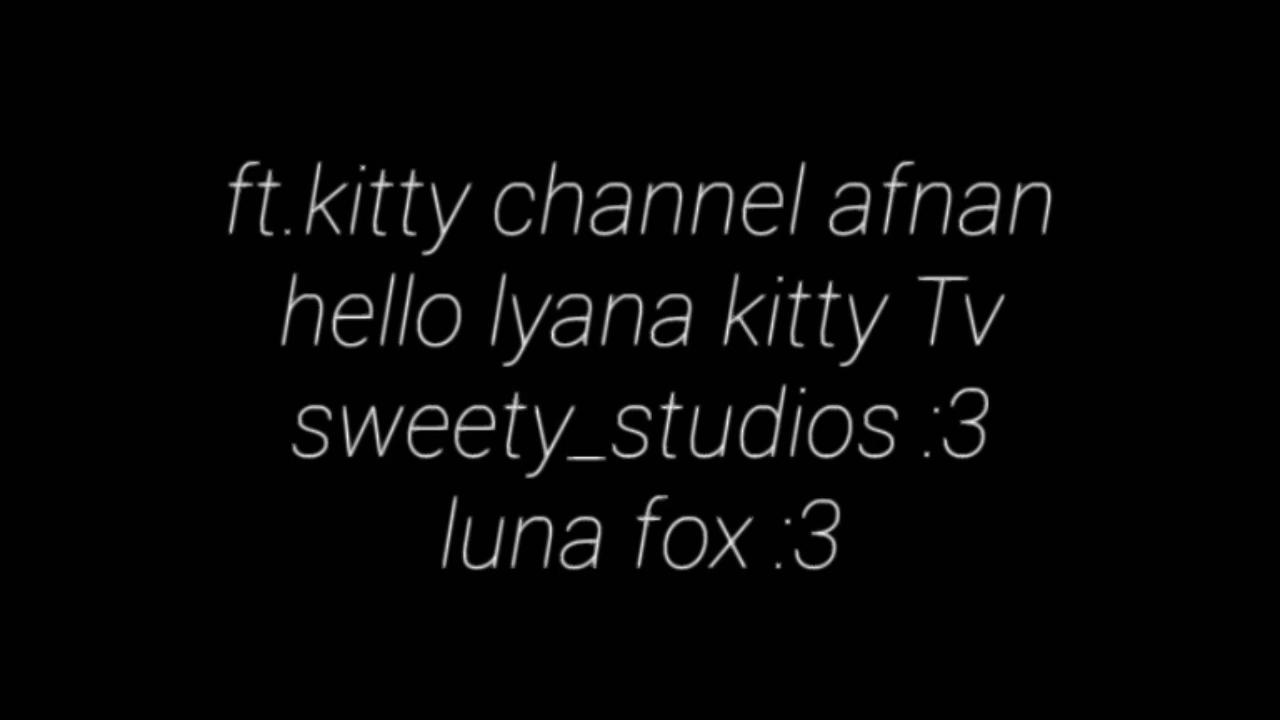 ft.kitty channel afnan
hello lyana kitty Tv
sweety_studios :3
luna fox :3